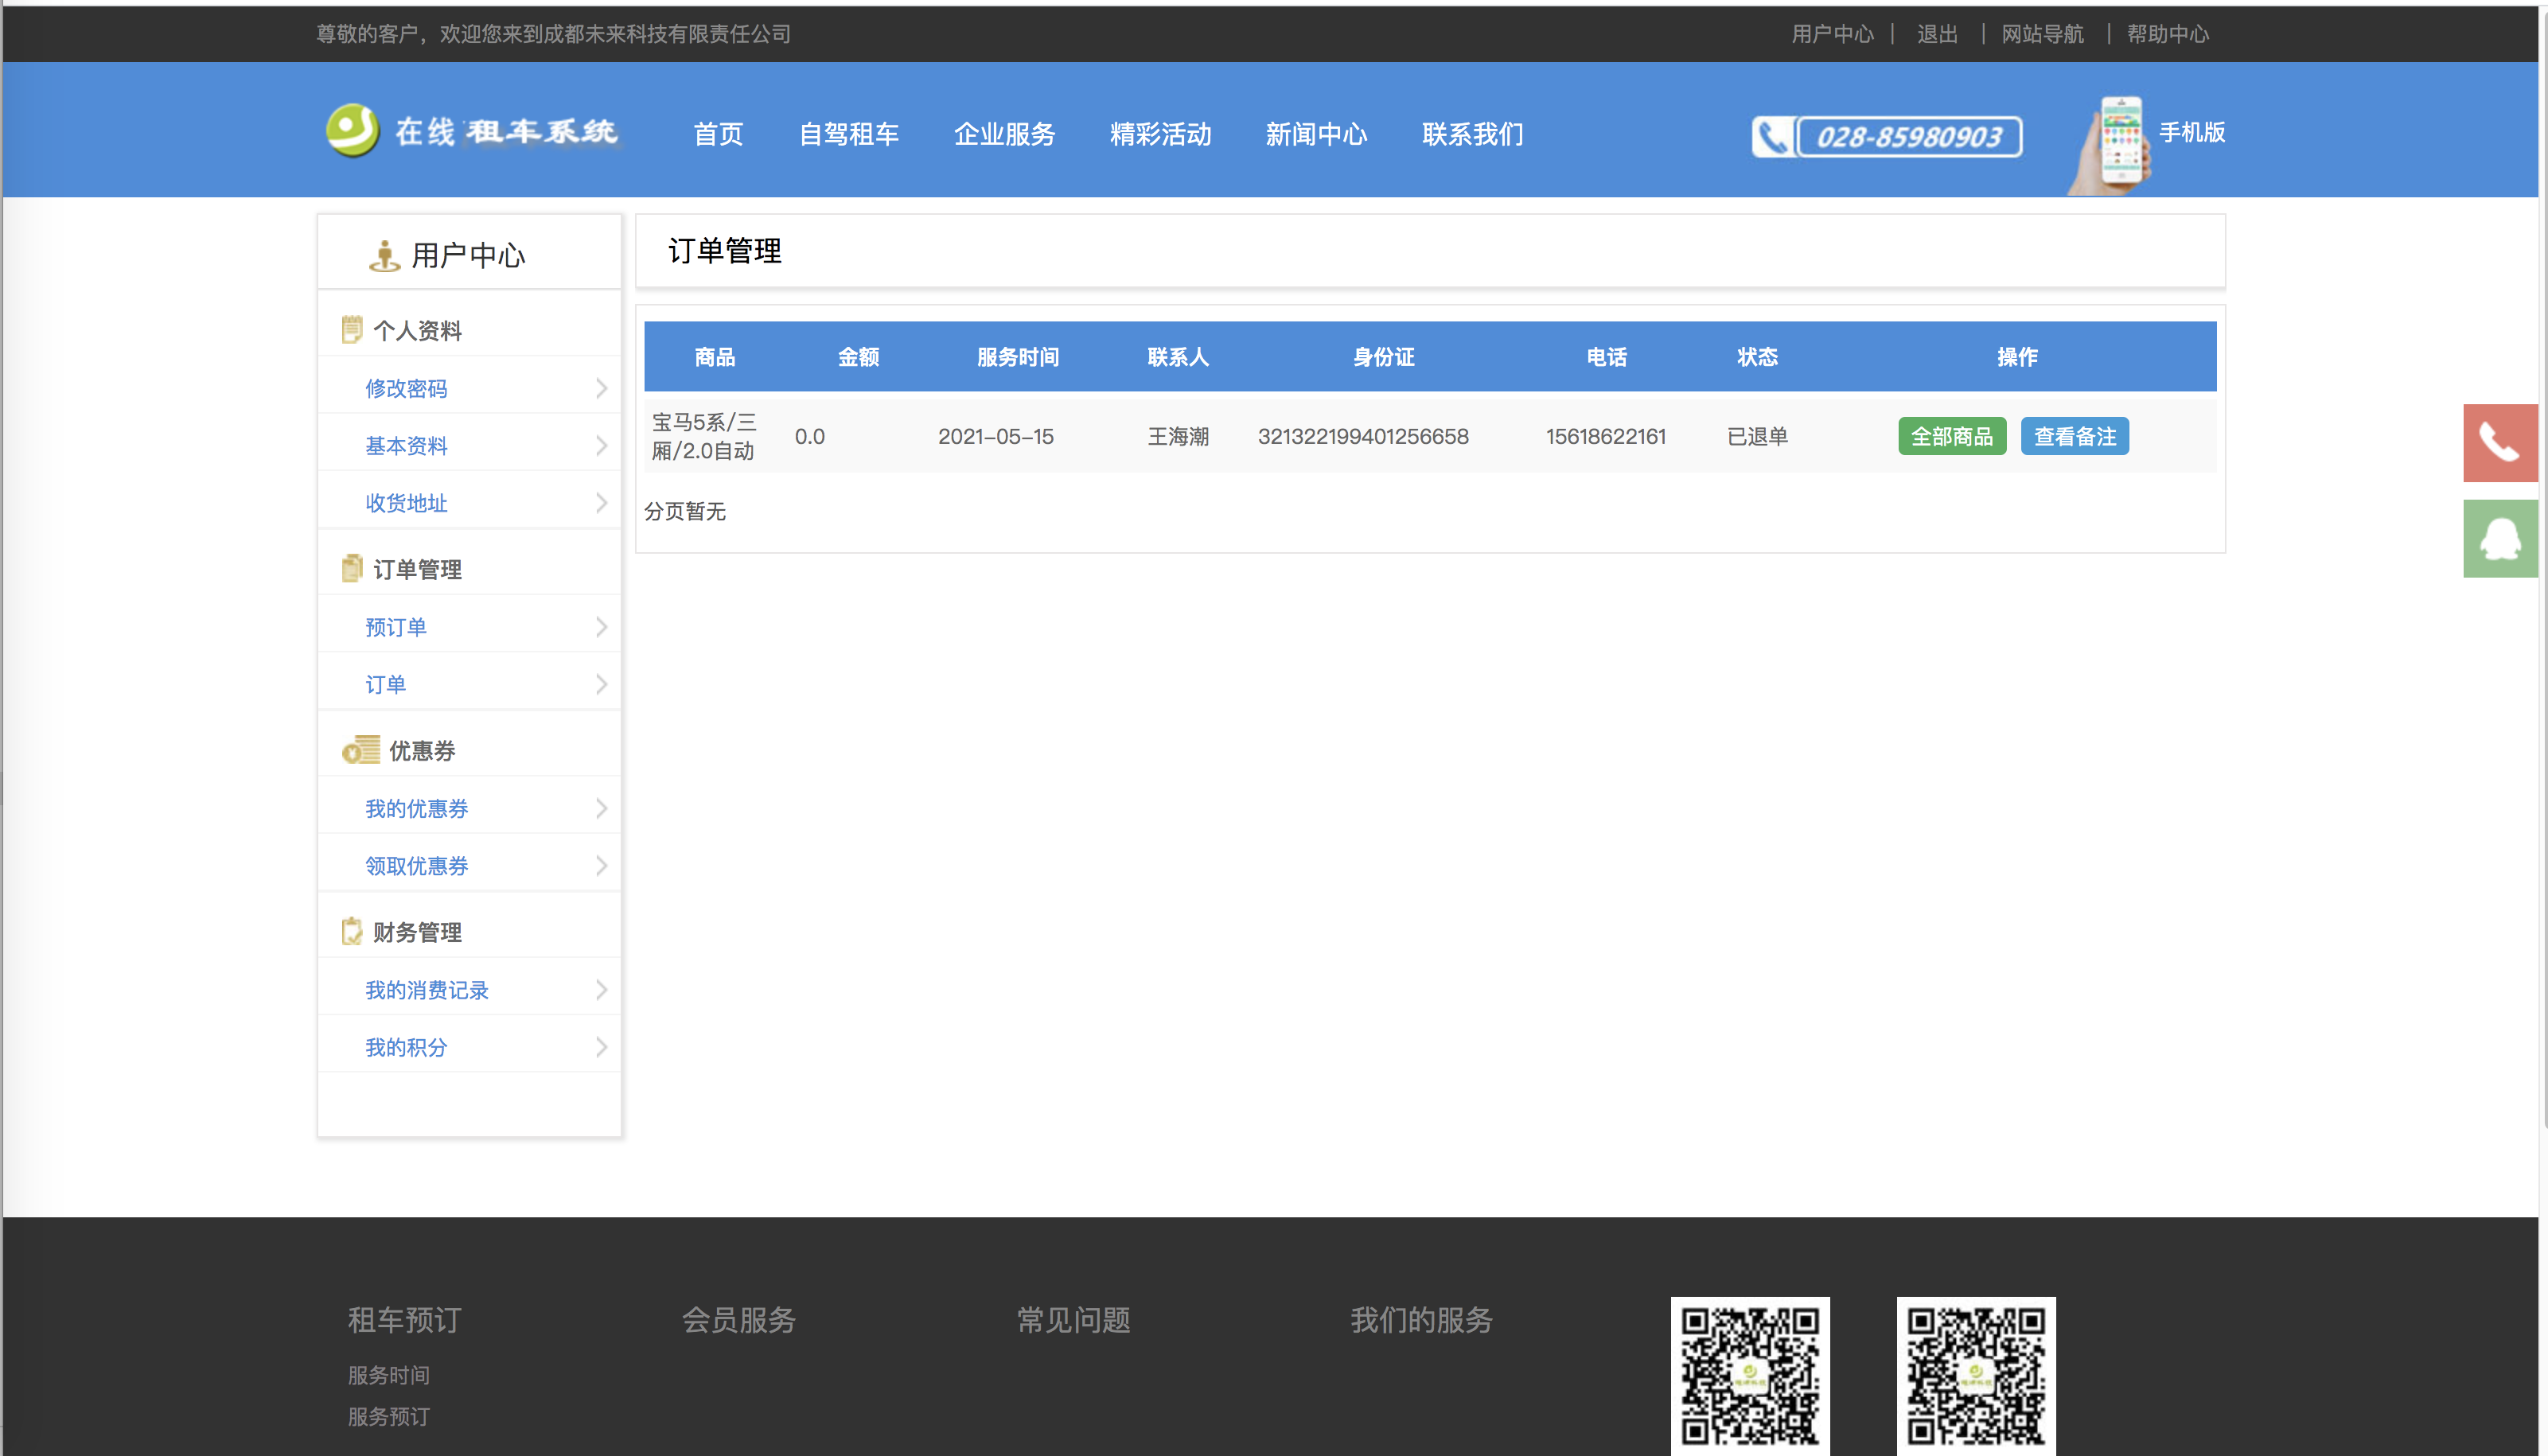 尊敬的客户，欢迎您来到成都未来科技有限责任公司
用户中心 | 退出 | 网站导航 | 帮助中心
在线租车系统
首页 自驾租车 企业服务 精彩活动 新闻中心 联系我们
028-85980903
手机版
用户中心
个人资料
修改密码
基本资料
收货地址
订单管理
预订单
订单
优惠券
我的优惠券
领取优惠券
财务管理
我的消费记录
我的积分
订单管理
商品 金额 服务时间 联系人 身份证 电话 状态 操作
宝马5系/三
厢/2.0自动
0.0 2021-05-15 王海潮 321322199401256658 15618622161 已退单 全部商品 查看备注
分页暂无
租车预订 会员服务 常见问题 我们的服务
服务时间
服务预订